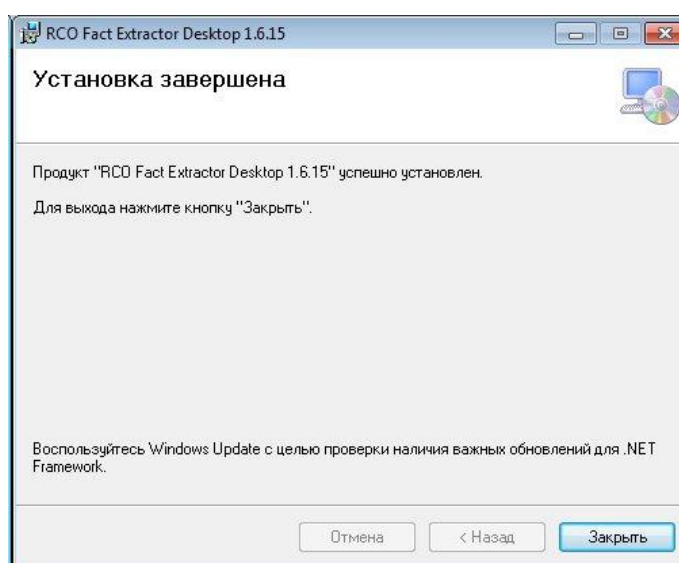 RCO Fact Extractor Desktop 1.6.15
Установка завершена
Продукт "RCO Fact Extractor Desktop 1.6.15" успешно установлен.
Для выхода нажмите кнопку "Закрыть".
Воспользуйтесь Windows Update с целью проверки наличия важных обновлений для .NET
Framework.
Отмена < Назад Закрыть